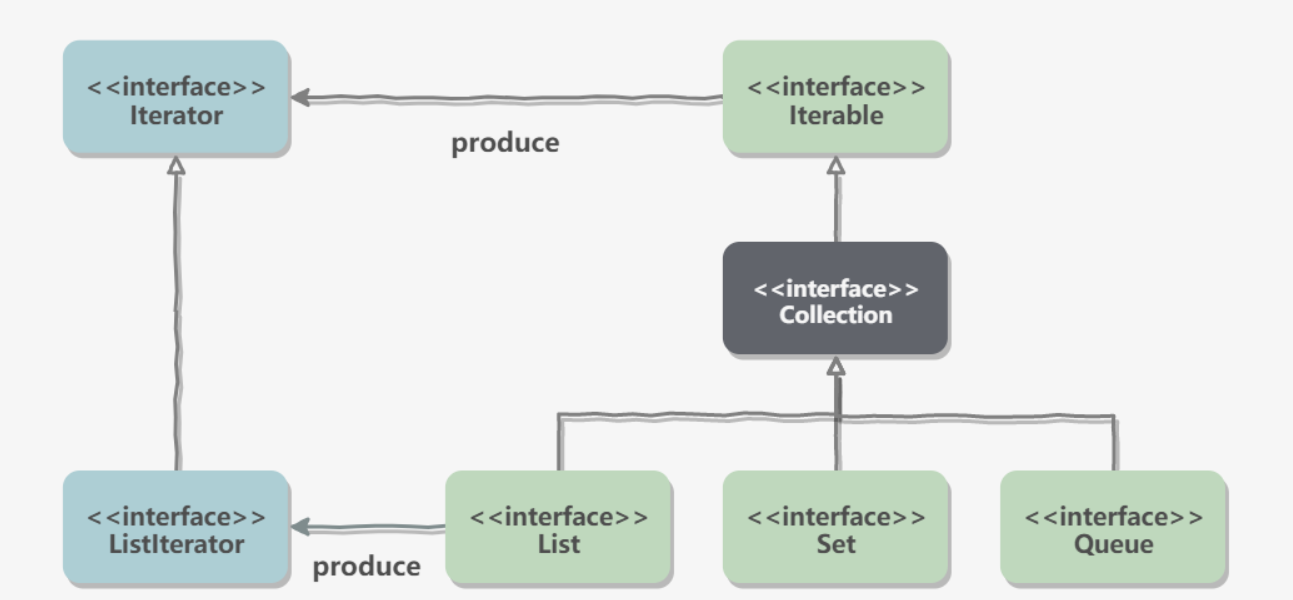 <<interface>>
Iterator
<<interface>>
Iterable
produce
<<interface>>
Collection
<<interface>>
ListIterator
<<interface>>
List
<<interface>>
Set
<<interface>>
Queue
produce